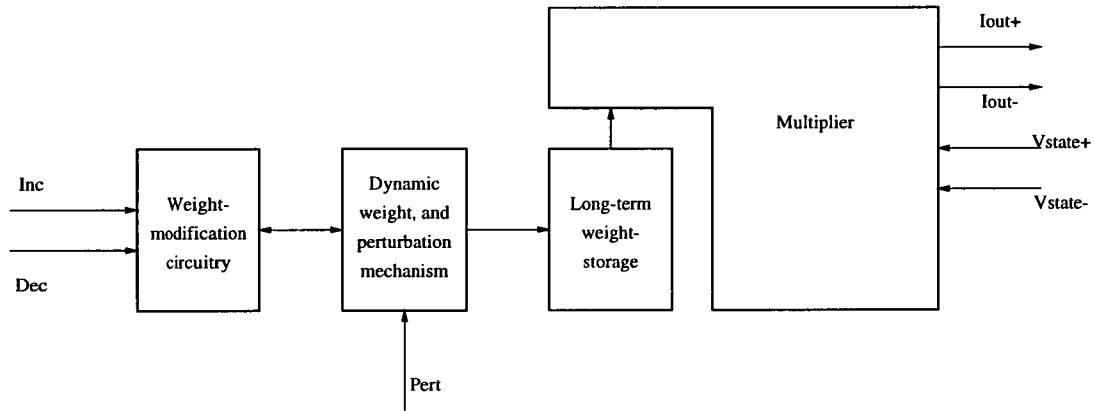 Iout+
Iout-
Multiplier
Vstate+
Vstate-
Inc
Dec
Weight-
modification
circuitry
Dynamic
weight, and
perturbation
mechanism
Long-term
weight-
storage
Pert